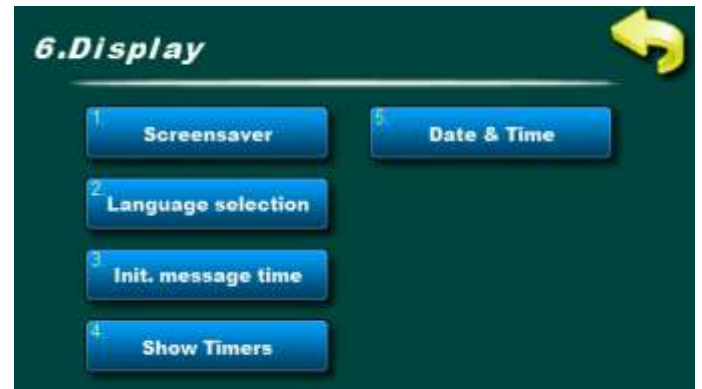 6.Display
1
Screensaver
2
Language selection
3
Init. message time
4
Show Timers
5
Date & Time